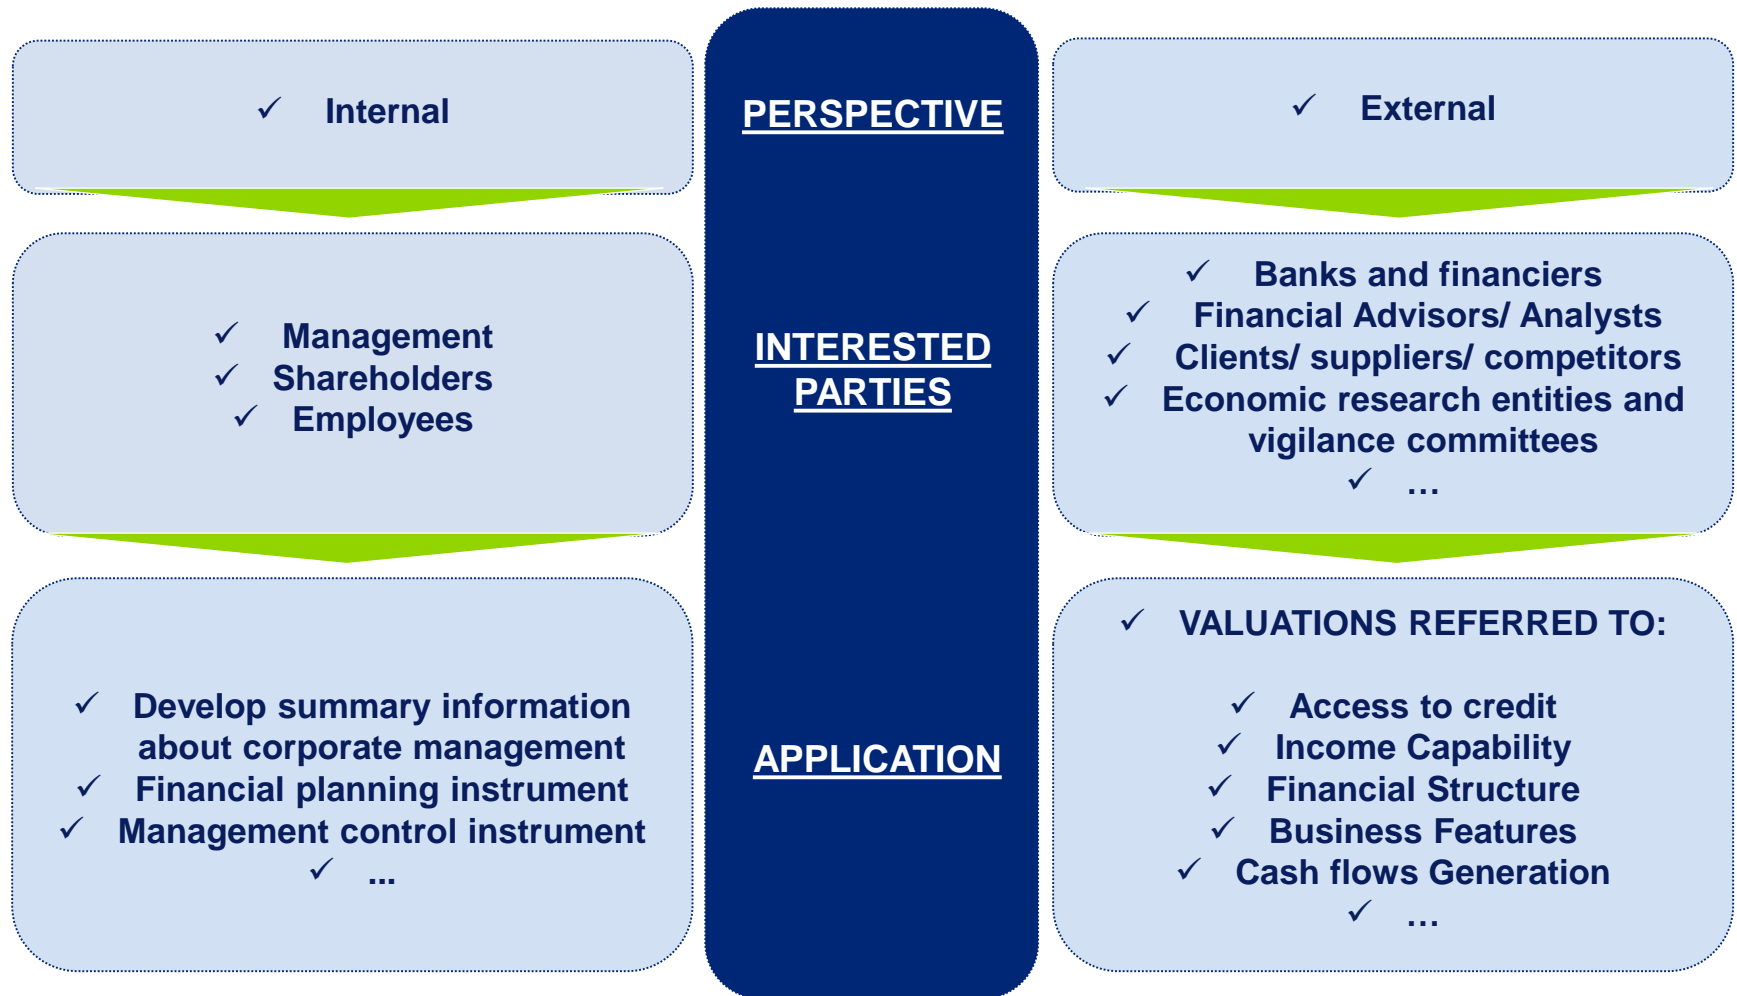 ✓ Internal
PERSPECTIVE
✓ External
✓ Management
✓ Shareholders
✓ Employees
INTERESTED
PARTIES
✓ Banks and financiers
✓ Financial Advisors/ Analysts
✓ Clients/ suppliers/ competitors
✓ Economic research entities and
vigilance committees
✓ …
✓ Develop summary information
about corporate management
✓ Financial planning instrument
✓ Management control instrument
✓ ...
APPLICATION
✓ VALUATIONS REFERRED TO:
✓ Access to credit
✓ Income Capability
✓ Financial Structure
✓ Business Features
✓ Cash flows Generation
✓ …